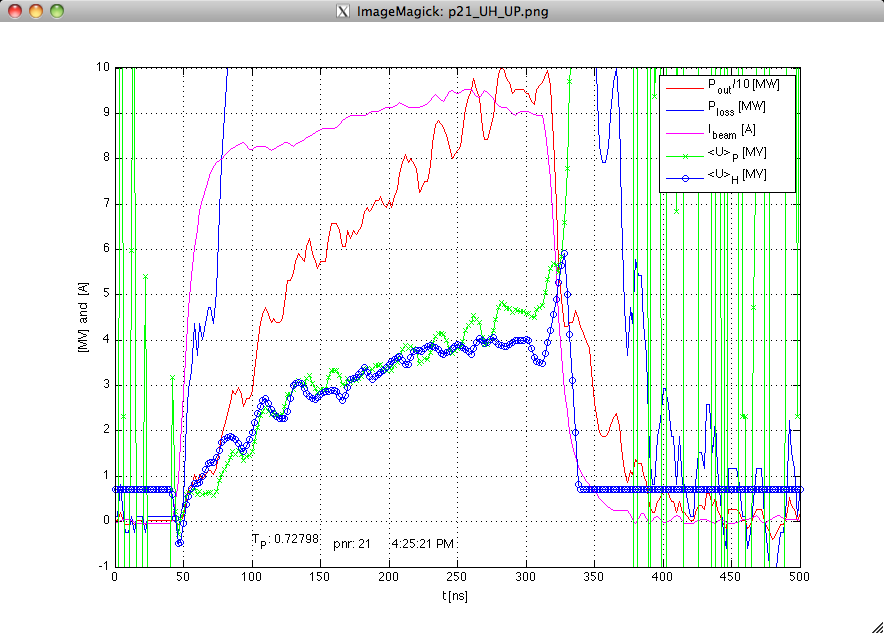 X ImageMagick: p21_UH_UP.png
10
9
8
7
6
5
4
3
2
1
0
-1
[MV] and [A]
P_out/10 [MW]
P_loss [MW]
I_beam [A]
<U>_P [MV]
<U>_H [MV]
T_P: 0.72798 pnr: 21 4:25:21 PM
0 50 100 150 200 250 300 350 400 450 500
t [ns]